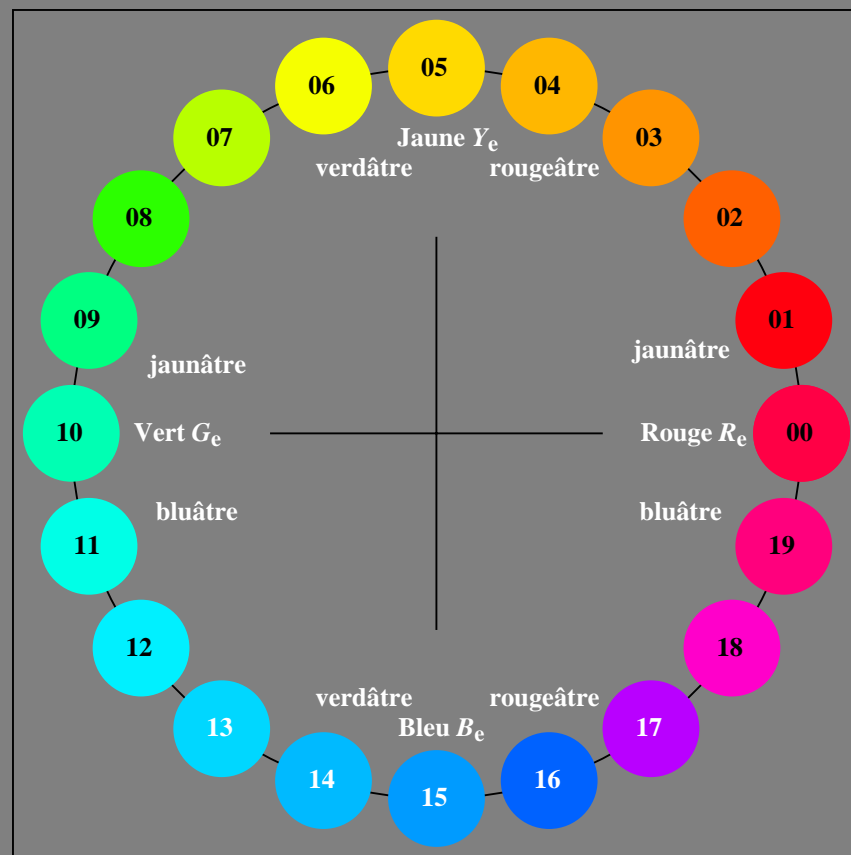 05
06
04
07
Jaune Ye
03
verdâtre
rougeâtre
08
02
09
01
jaunâtre
jaunâtre
10
Vert Ge
Rouge Re
00
bluâtre
bluâtre
11
19
12
18
verdâtre
rougeâtre
13
Bleu Be
17
14
16
15